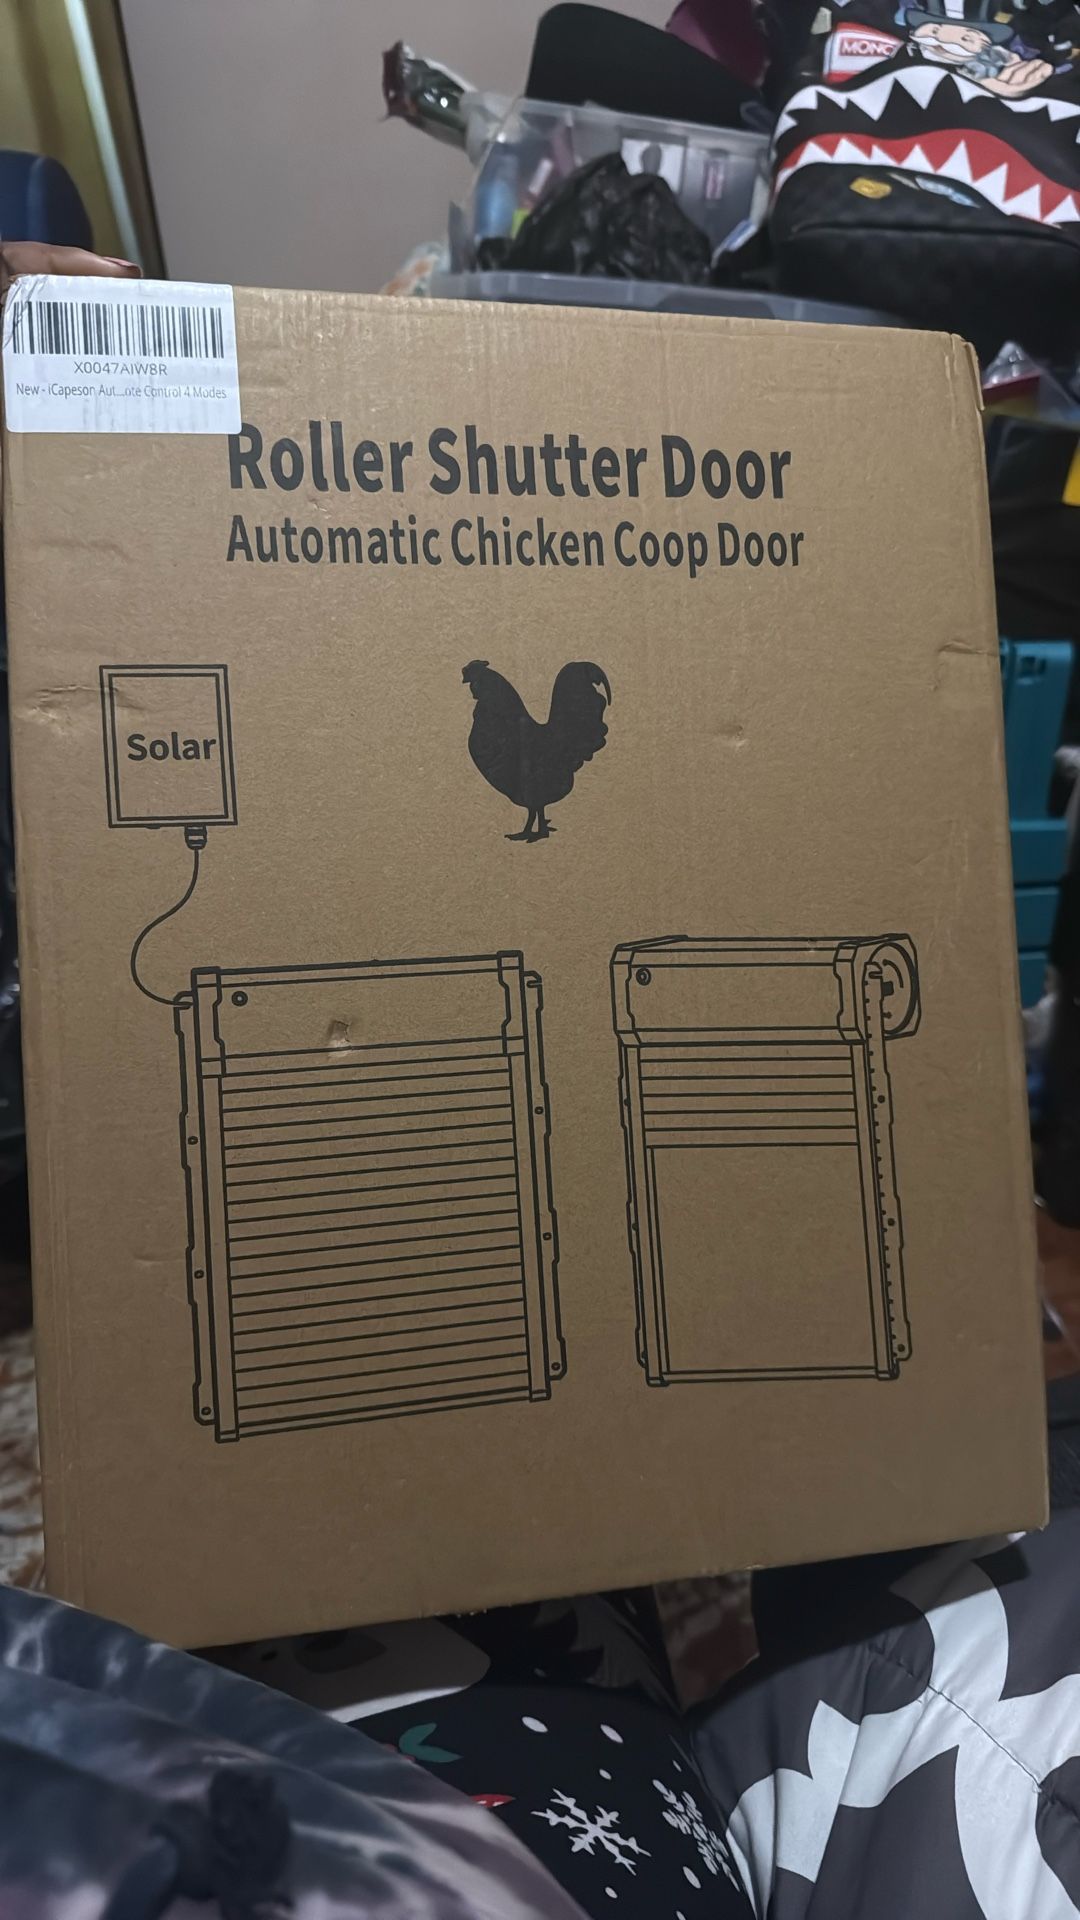 MONO
X0047AIW8R
New - iCapeson Aut...ote Control 4 Modes
Roller Shutter Door
Automatic Chicken Coop Door
Solar